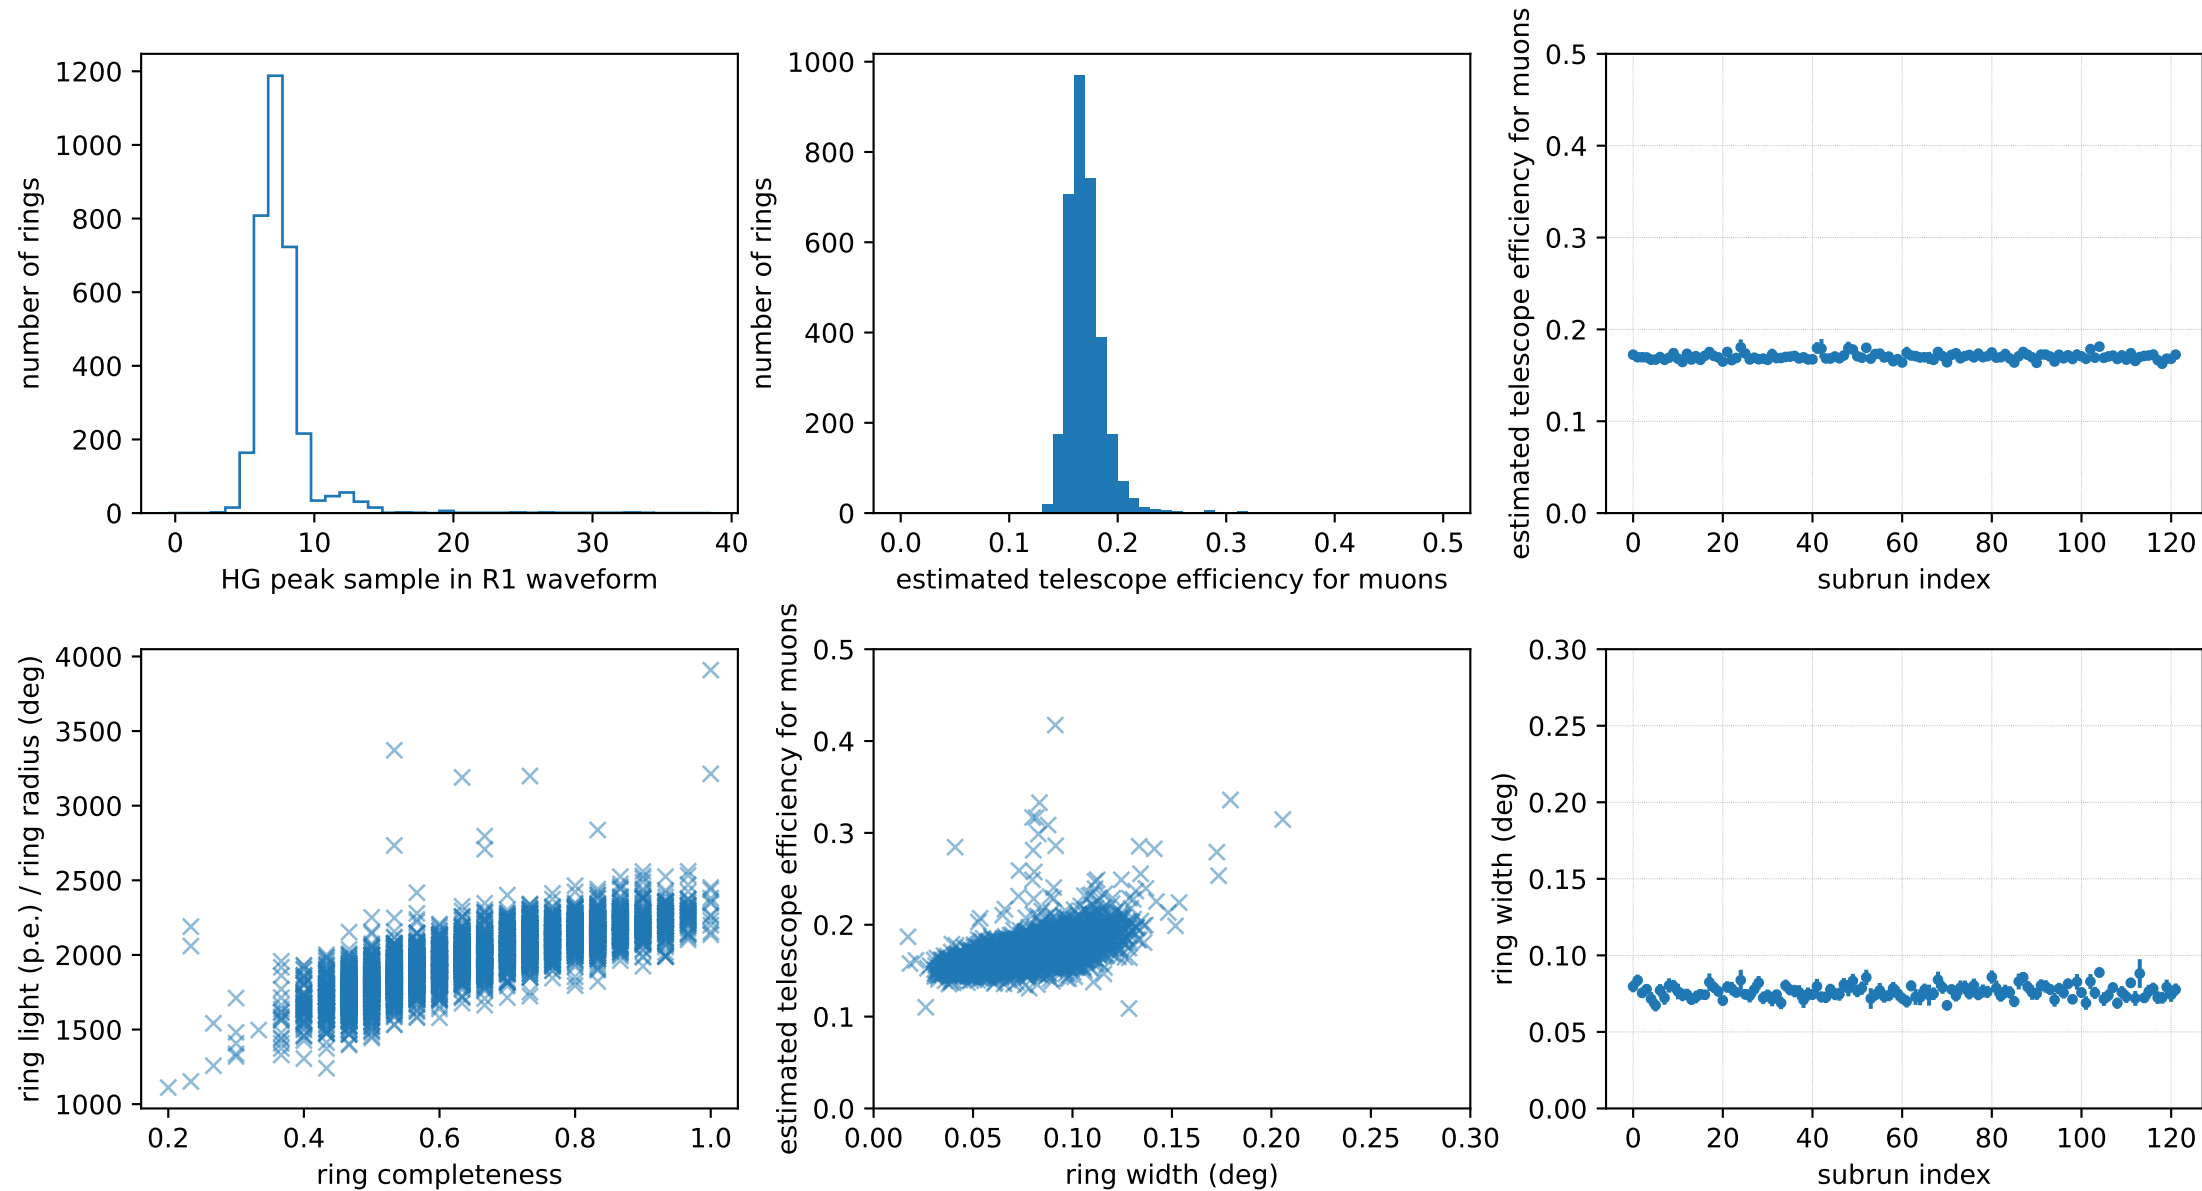 number of rings
1200
1000
800
600
400
200
0
0 10 20 30 40
HG peak sample in R1 waveform
number of rings
1000
800
600
400
200
0
0.0 0.1 0.2 0.3 0.4 0.5
estimated telescope efficiency for muons
estimated telescope efficiency for muons
0.5
0.4
0.3
0.2
0.1
0.0
0 20 40 60 80 100 120
subrun index
ring light (p.e.) / ring radius (deg)
4000
3500
3000
2500
2000
1500
1000
0.2 0.4 0.6 0.8 1.0
ring completeness
estimated telescope efficiency for muons
0.5
0.4
0.3
0.2
0.1
0.0
0.00 0.05 0.10 0.15 0.20 0.25 0.30
ring width (deg)
ring width (deg)
0.30
0.25
0.20
0.15
0.10
0.05
0.00
0 20 40 60 80 100 120
subrun index